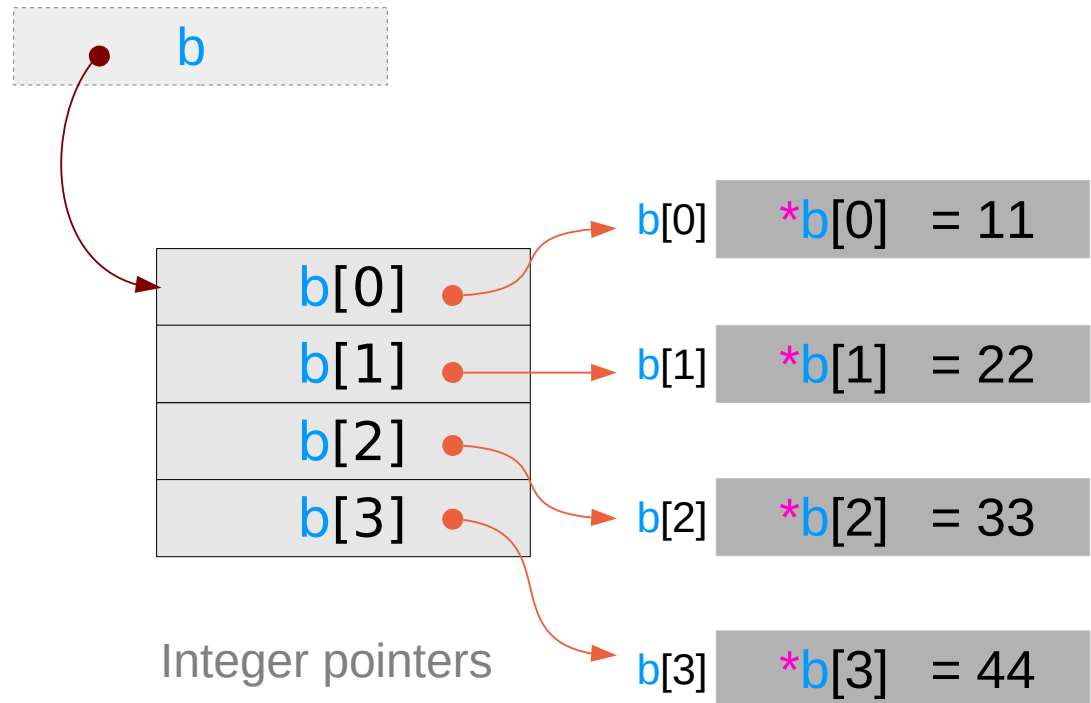 b
b[0]
b[1]
b[2]
b[3]
Integer pointers
b[0] *b[0] = 11
b[1] *b[1] = 22
b[2] *b[2] = 33
b[3] *b[3] = 44